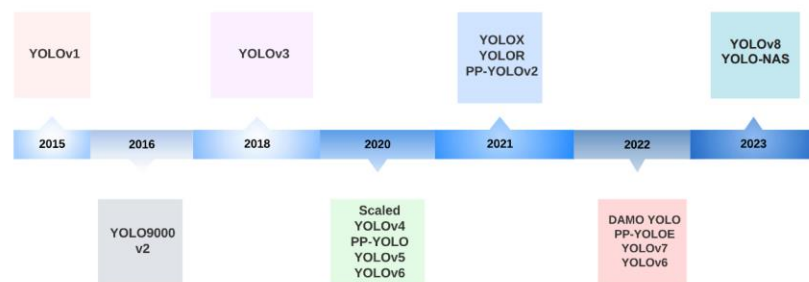 YOLOv1
YOLOv3
YOLOX
YOLOR
PP-YOLOv2
YOLOv8
YOLO-NAS
2015
2016
2018
2020
2021
2022
2023
YOLO9000
v2
Scaled
YOLOv4
PP-YOLO
YOLOv5
YOLOv6
DAMO YOLO
PP-YOLOE
YOLOv7
YOLOv6